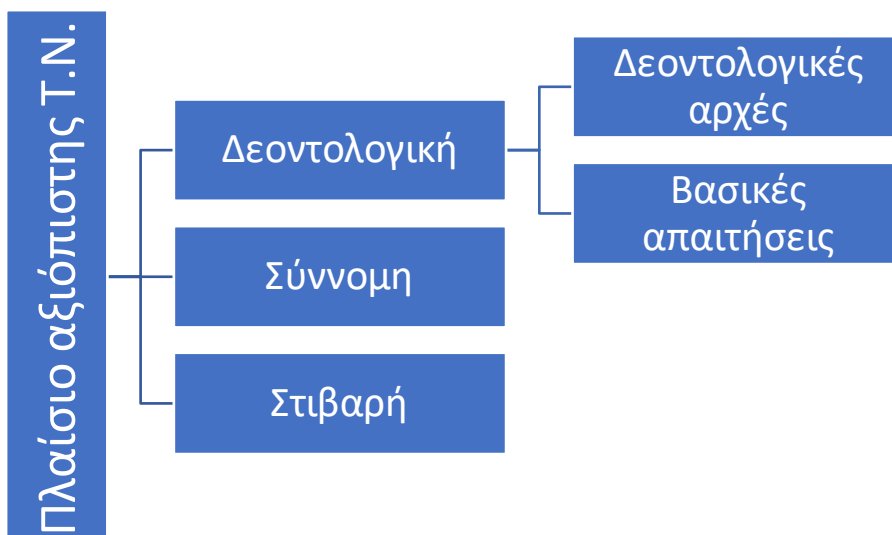 Πλαίσιο αξιόπιστης Τ.Ν.
Δεοντολογική
Σύννομη
Στιβαρή
Δεοντολογικές
αρχές
Βασικές
απαιτήσεις